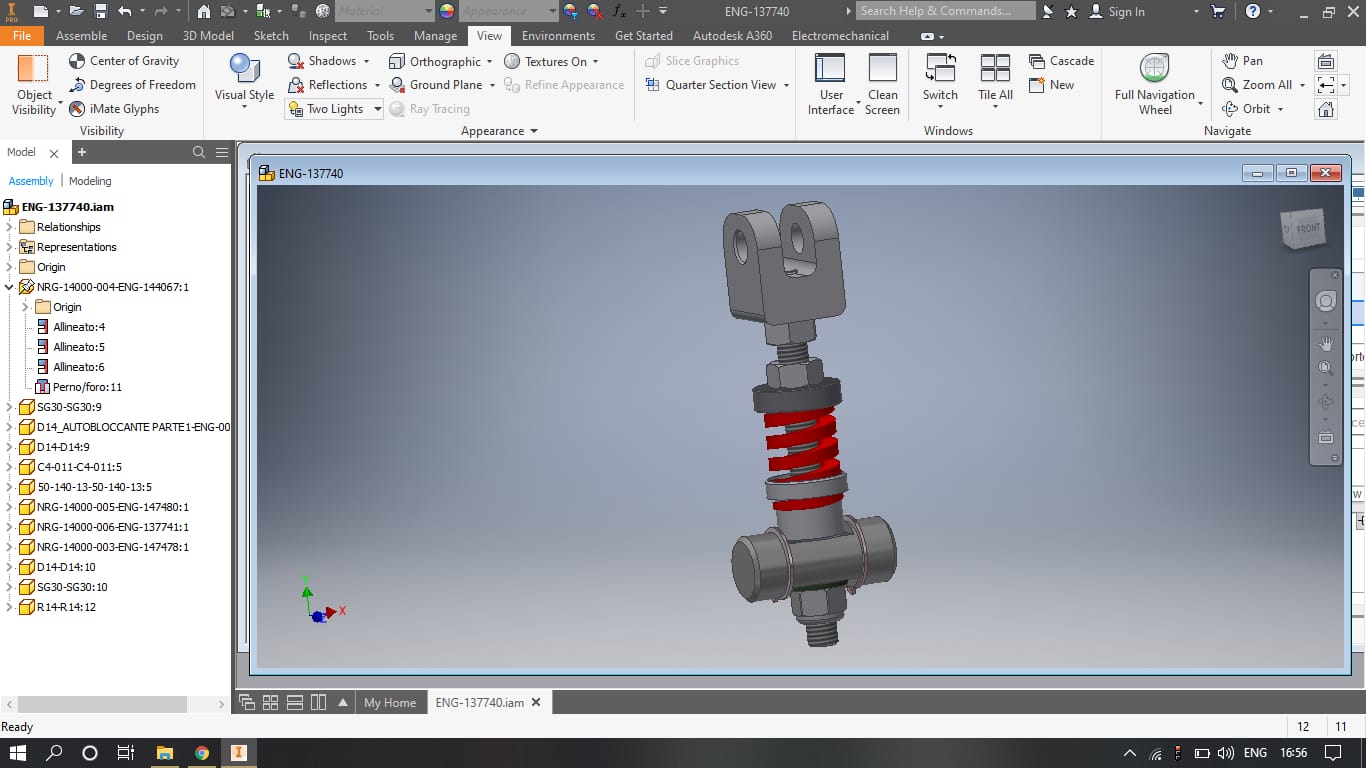 PRO
Material
Appearance
fx
ENG-137740
Search Help & Commands...
Sign In
File
Assemble
Design
3D Model
Sketch
Inspect
Tools
Manage
View
Environments
Get Started
Autodesk A360
Electromechanical
Object
Visibility
Center of Gravity
Degrees of Freedom
iMate Glyphs
Visibility
Visual Style
Shadows
Reflections
Two Lights
Orthographic
Ground Plane
Ray Tracing
Textures On
Refine Appearance
Appearance
Slice Graphics
Quarter Section View
User
Interface
Clean
Screen
Switch
Tile All
Cascade
New
Windows
Full Navigation
Wheel
Pan
Zoom All
Orbit
Navigate
Model
Assembly
Modeling
ENG-137740.iam
Relationships
Representations
Origin
NRG-14000-004-ENG-144067:1
Origin
Allineato:4
Allineato:5
Allineato:6
Perno/foro:11
SG30-SG30:9
D14_AUTOBLOCCANTE PARTE1-ENG-00
D14-D14:9
C4-011-C4-011:5
50-140-13-50-140-13:5
NRG-14000-005-ENG-147480:1
NRG-14000-006-ENG-137741:1
NRG-14000-003-ENG-147478:1
D14-D14:10
SG30-SG30:10
R14-R14:12
ENG-137740
FRONT
X
My Home
ENG-137740.iam
Ready
12
11
ENG
16:56